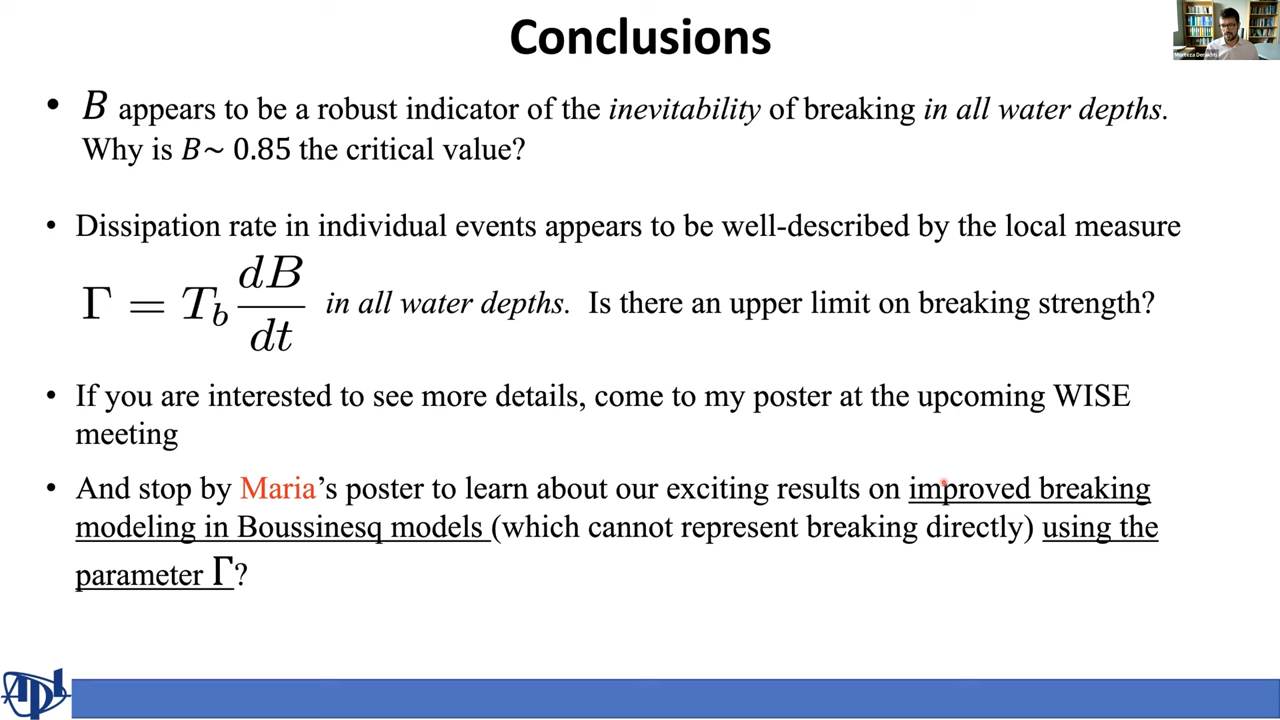 Conclusions
Morteza Derakhti
• B appears to be a robust indicator of the inevitability of breaking in all water depths.
Why is B~ 0.85 the critical value?
• Dissipation rate in individual events appears to be well-described by the local measure
Γ = T_b dB/dt in all water depths. Is there an upper limit on breaking strength?
• If you are interested to see more details, come to my poster at the upcoming WISE
meeting
• And stop by Maria’s poster to learn about our exciting results on improved breaking
modeling in Boussinesq models (which cannot represent breaking directly) using the
parameter Γ?
APL